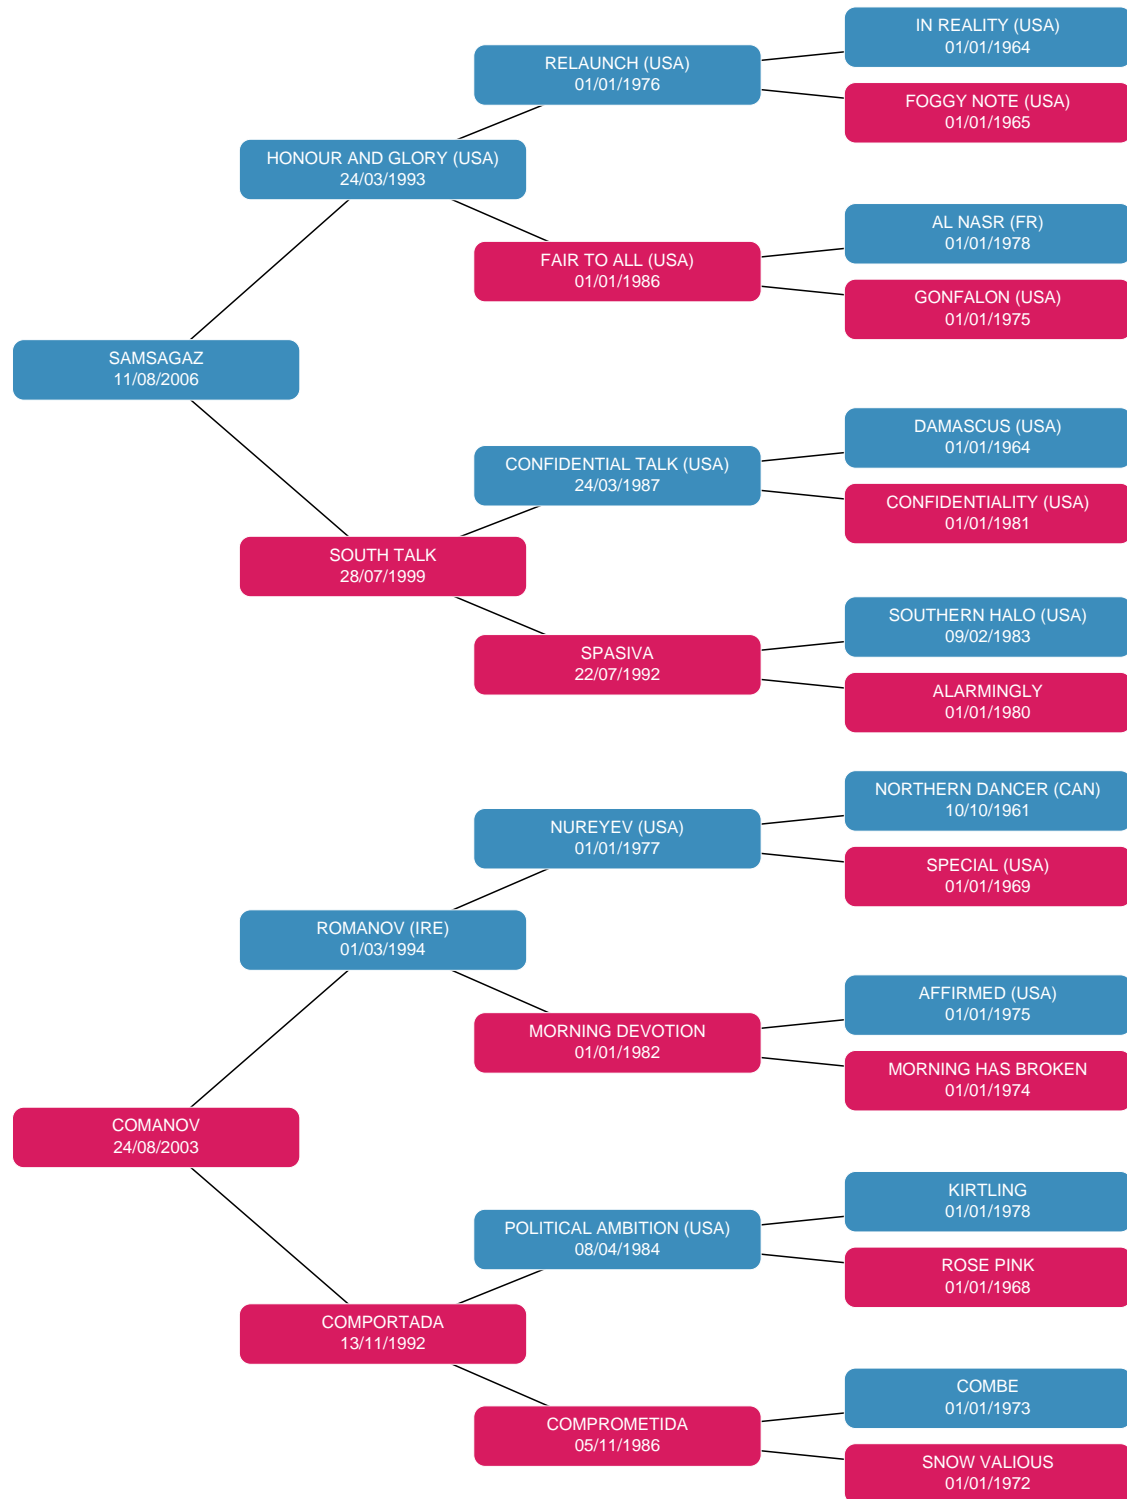 IN REALITY (USA)
01/01/1964
RELAUNCH (USA)
01/01/1976
FOGGY NOTE (USA)
01/01/1965
HONOUR AND GLORY (USA)
24/03/1993
AL NASR (FR)
01/01/1978
FAIR TO ALL (USA)
01/01/1986
GONFALON (USA)
01/01/1975
SAMSAGAZ
11/08/2006
DAMASCUS (USA)
01/01/1964
CONFIDENTIAL TALK (USA)
24/03/1987
CONFIDENTIALITY (USA)
01/01/1981
SOUTH TALK
28/07/1999
SOUTHERN HALO (USA)
09/02/1983
SPASIVA
22/07/1992
ALARMINGLY
01/01/1980
NORTHERN DANCER (CAN)
10/10/1961
NUREYEV (USA)
01/01/1977
SPECIAL (USA)
01/01/1969
ROMANOV (IRE)
01/03/1994
AFFIRMED (USA)
01/01/1975
MORNING DEVOTION
01/01/1982
MORNING HAS BROKEN
01/01/1974
COMANOV
24/08/2003
KIRTLING
01/01/1978
POLITICAL AMBITION (USA)
08/04/1984
ROSE PINK
01/01/1968
COMPORTADA
13/11/1992
COMBE
01/01/1973
COMPROMETIDA
05/11/1986
SNOW VALIOUS
01/01/1972